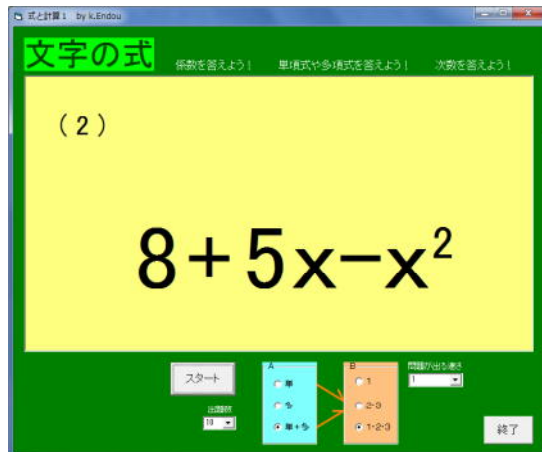 式と計算1 by k.Endou
文字の式
係数を答えよう! 単項式や多項式を答えよう! 次数を答えよう!
(2)
8+5x-x²
スタート
出題数
10
A
単
多
単+多
B
1
2・3
1・2・3
問題が出る速さ
1
終了